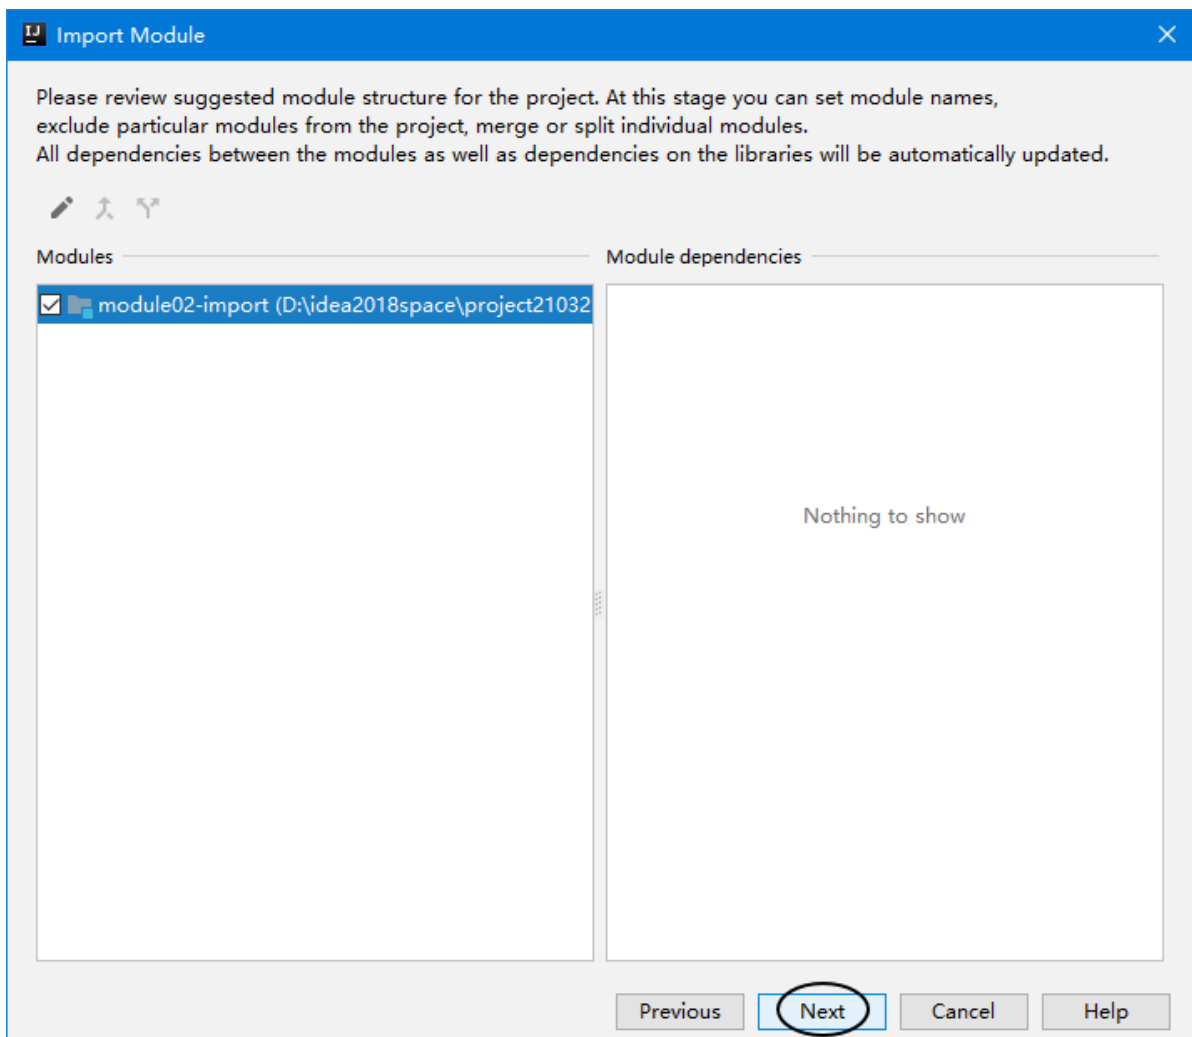 IJ Import Module
Please review suggested module structure for the project. At this stage you can set module names,
exclude particular modules from the project, merge or split individual modules.
All dependencies between the modules as well as dependencies on the libraries will be automatically updated.
Modules
Module dependencies
module02-import (D:\idea2018space\project21032
Nothing to show
Previous Next Cancel Help